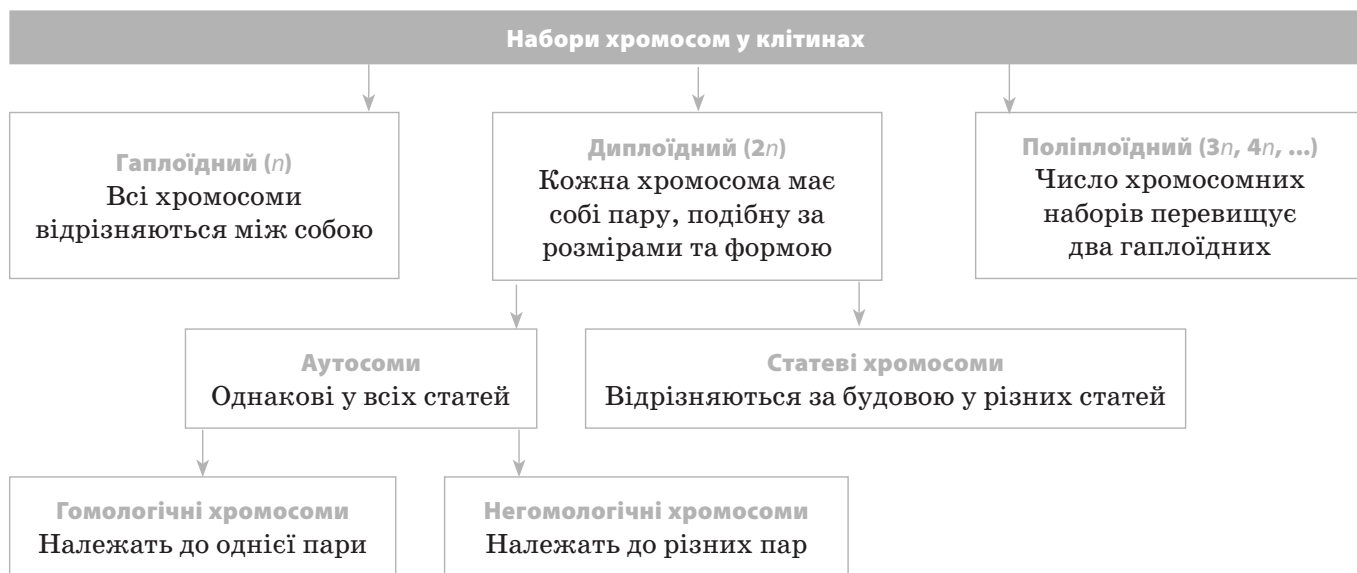 Набори хромосом у клітинах
Гаплоїдний (n)
Всі хромосоми
відрізняються між собою
Диплоїдний (2n)
Кожна хромосома має
собі пару, подібну за
розмірами та формою
Поліплоїдний (3n, 4n, ...)
Число хромосомних
наборів перевищує
два гаплоїдних
Аутосоми
Однакові у всіх статей
Статеві хромосоми
Відрізняються за будовою у різних статей
Гомологічні хромосоми
Належать до однієї пари
Негомологічні хромосоми
Належать до різних пар